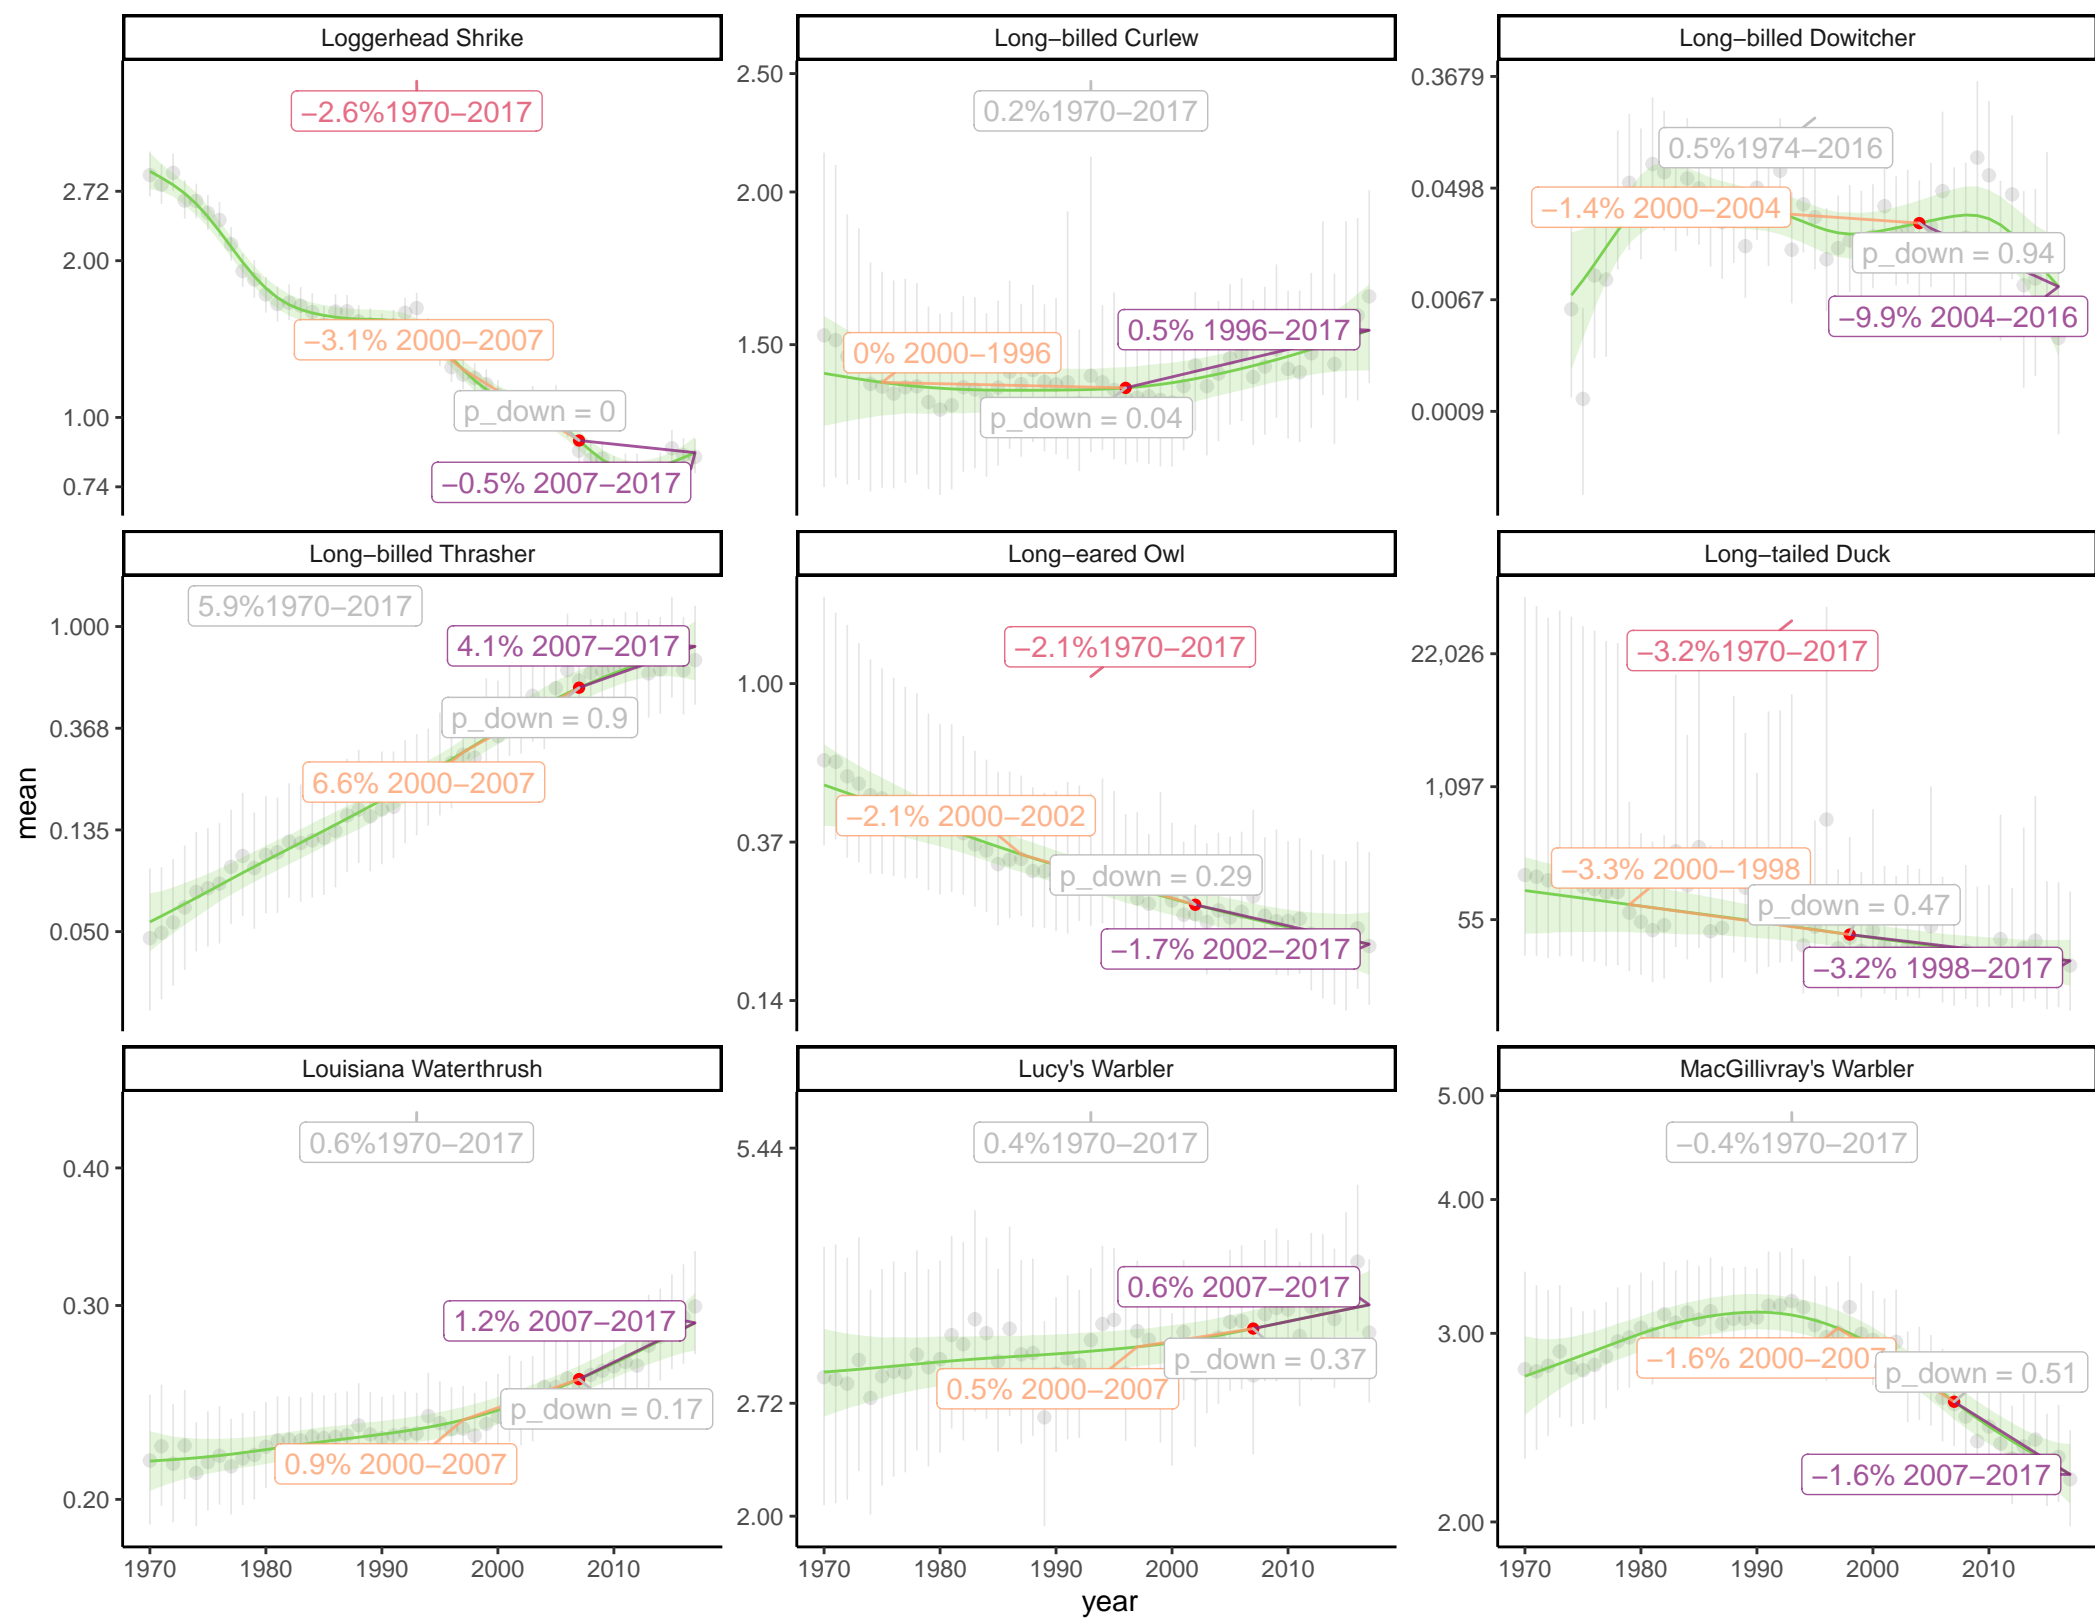 Loggerhead Shrike
Long−billed Curlew
Long−billed Dowitcher
2.72
2.00
1.00
0.74
−2.6%1970−2017
−3.1% 2000−2007
p_down = 0
−0.5% 2007−2017
2.50
2.00
1.50
0.2%1970−2017
0% 2000−1996
0.5% 1996−2017
p_down = 0.04
0.3679
0.0498
0.0067
0.0009
0.5%1974−2016
−1.4% 2000−2004
p_down = 0.94
−9.9% 2004−2016
Long−billed Thrasher
Long−eared Owl
Long−tailed Duck
1.000
0.368
0.135
0.050
5.9%1970−2017
4.1% 2007−2017
p_down = 0.9
6.6% 2000−2007
1.00
0.37
0.14
−2.1%1970−2017
−2.1% 2000−2002
p_down = 0.29
−1.7% 2002−2017
22,026
1,097
55
−3.2%1970−2017
−3.3% 2000−1998
p_down = 0.47
−3.2% 1998−2017
mean
Louisiana Waterthrush
Lucy's Warbler
MacGillivray's Warbler
0.40
0.30
0.20
0.6%1970−2017
1.2% 2007−2017
p_down = 0.17
0.9% 2000−2007
5.44
2.72
2.00
0.4%1970−2017
0.6% 2007−2017
p_down = 0.37
0.5% 2000−2007
5.00
4.00
3.00
2.00
−0.4%1970−2017
−1.6% 2000−2007
p_down = 0.51
−1.6% 2007−2017
1970 1980 1990 2000 2010
1970 1980 1990 2000 2010
1970 1980 1990 2000 2010
year